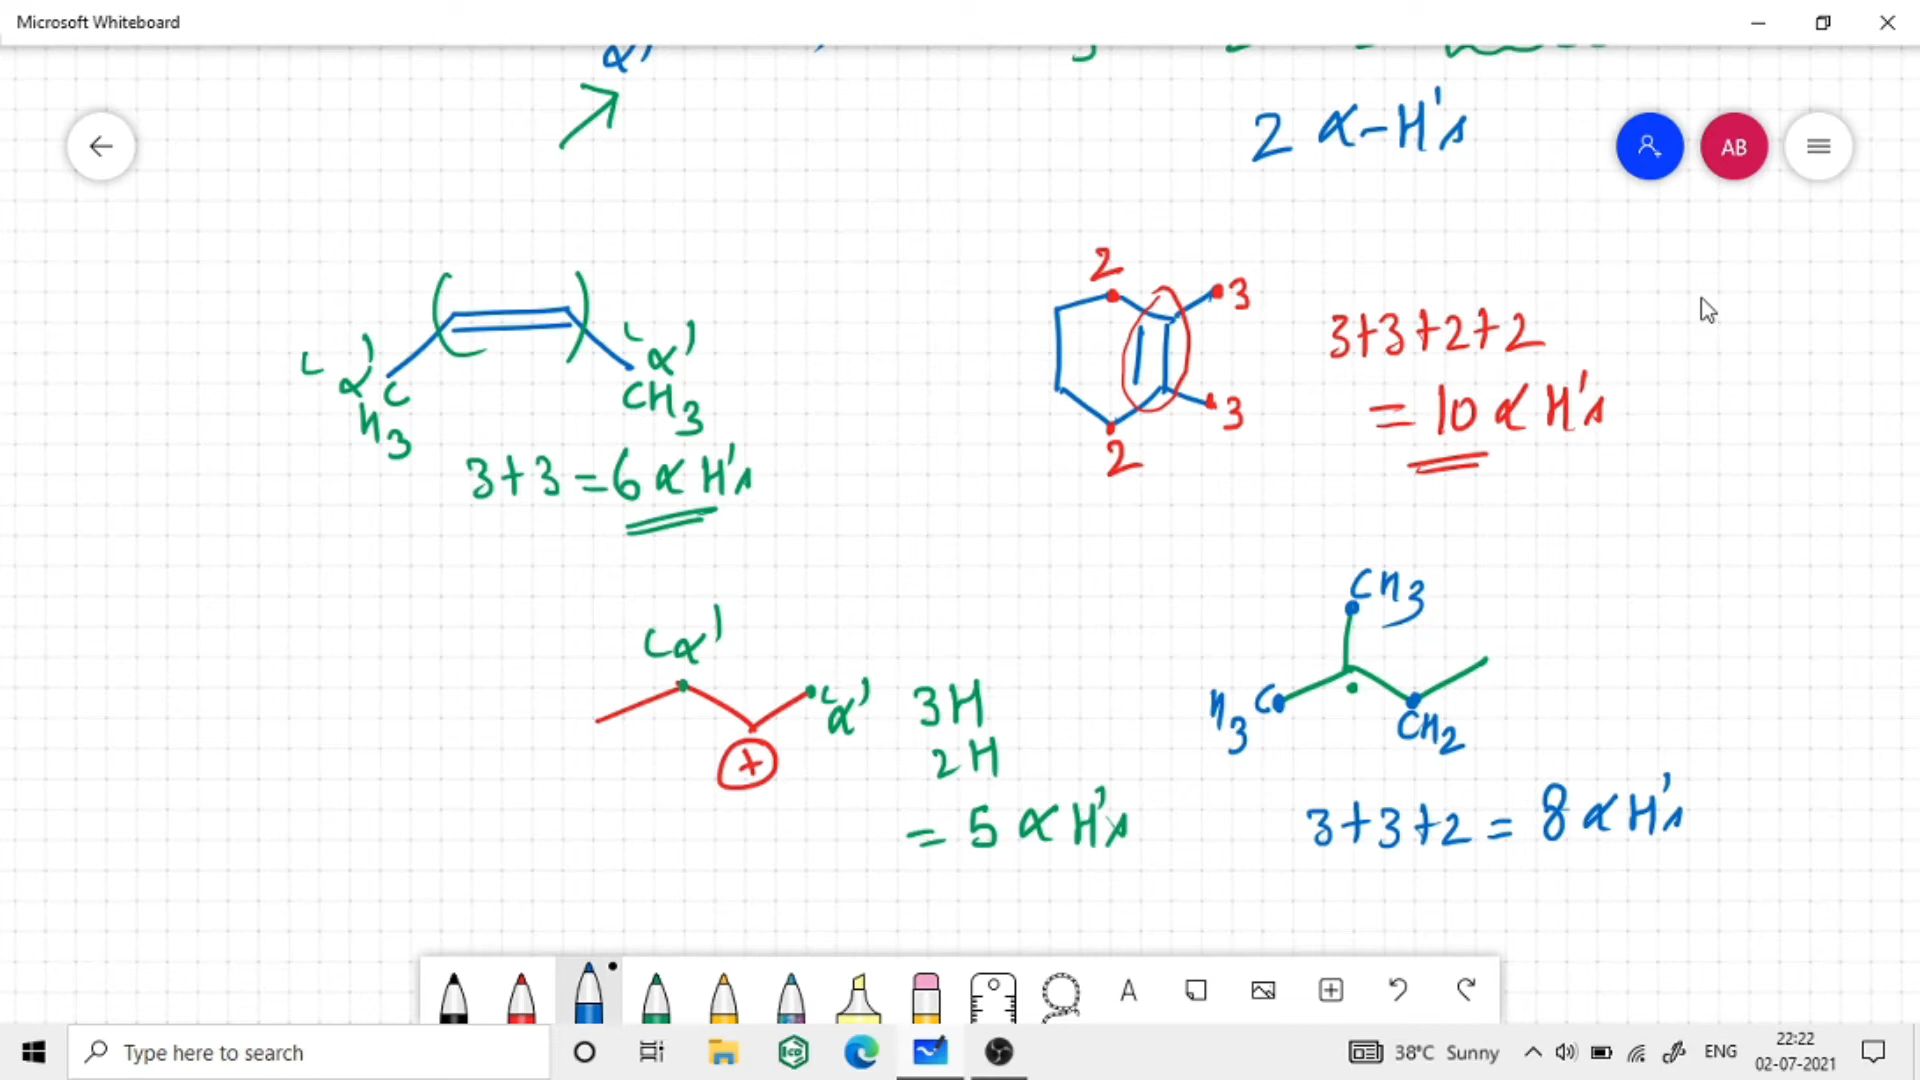 Microsoft Whiteboard
α'
2 α-H's
AB
(α)
C
H3
(α)
CH3
3+3=6 α H's
2
3
3
2
3+3+2+2
= 10 α H's
(α)
+
(α)
3H
2H
= 5 α H's
CH3
H3C
CH2
3+3+2= 8 α H's
A
Type here to search
38°C Sunny
ENG
22:22
02-07-2021